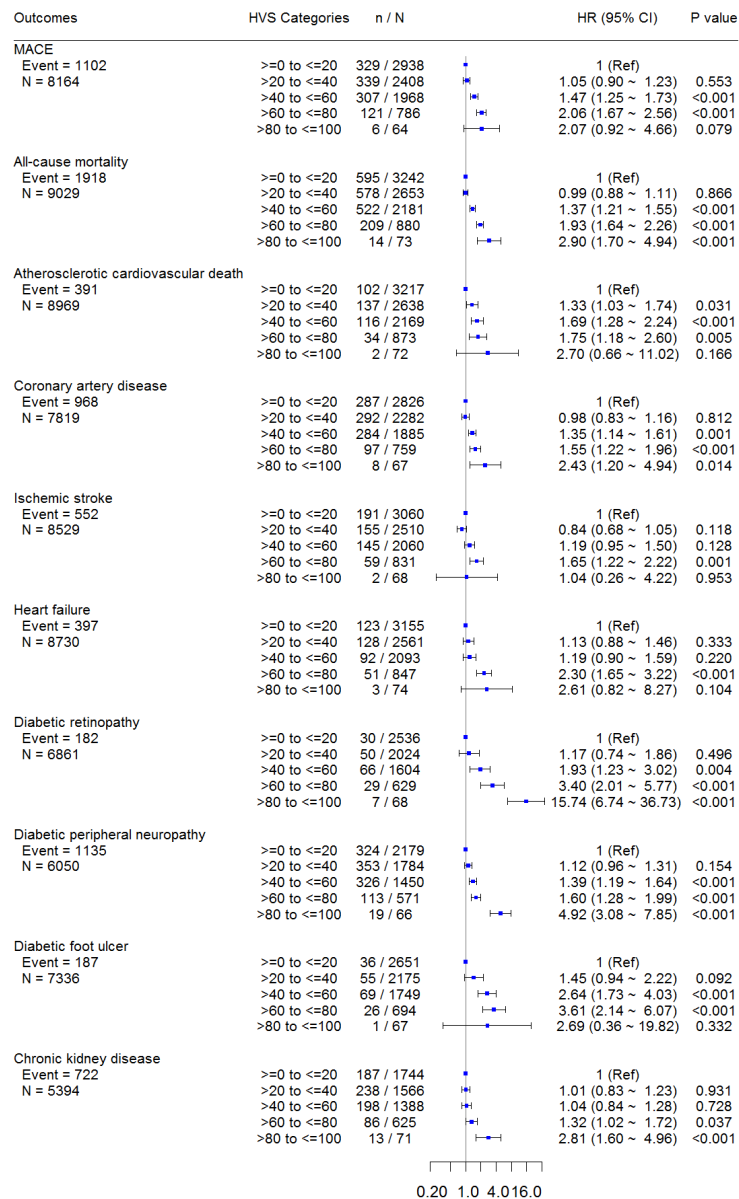 Outcomes HVS Categories n / N HR (95% CI) P value
MACE
Event = 1102 >=0 to <=20 329 / 2938 1 (Ref)
N = 8164 >20 to <=40 339 / 2408 1.05 (0.90 ~ 1.23) 0.553
>40 to <=60 307 / 1968 1.47 (1.25 ~ 1.73) <0.001
>60 to <=80 121 / 786 2.06 (1.67 ~ 2.56) <0.001
>80 to <=100 6 / 64 2.07 (0.92 ~ 4.66) 0.079
All-cause mortality
Event = 1918 >=0 to <=20 595 / 3242 1 (Ref)
N = 9029 >20 to <=40 578 / 2653 0.99 (0.88 ~ 1.11) 0.866
>40 to <=60 522 / 2181 1.37 (1.21 ~ 1.55) <0.001
>60 to <=80 209 / 880 1.93 (1.64 ~ 2.26) <0.001
>80 to <=100 14 / 73 2.90 (1.70 ~ 4.94) <0.001
Atherosclerotic cardiovascular death
Event = 391 >=0 to <=20 102 / 3217 1 (Ref)
N = 8969 >20 to <=40 137 / 2638 1.33 (1.03 ~ 1.74) 0.031
>40 to <=60 116 / 2169 1.69 (1.28 ~ 2.24) <0.001
>60 to <=80 34 / 873 1.75 (1.18 ~ 2.60) 0.005
>80 to <=100 2 / 72 2.70 (0.66 ~ 11.02) 0.166
Coronary artery disease
Event = 968 >=0 to <=20 287 / 2826 1 (Ref)
N = 7819 >20 to <=40 292 / 2282 0.98 (0.83 ~ 1.16) 0.812
>40 to <=60 284 / 1885 1.35 (1.14 ~ 1.61) 0.001
>60 to <=80 97 / 759 1.55 (1.22 ~ 1.96) <0.001
>80 to <=100 8 / 67 2.43 (1.20 ~ 4.94) 0.014
Ischemic stroke
Event = 552 >=0 to <=20 191 / 3060 1 (Ref)
N = 8529 >20 to <=40 155 / 2510 0.84 (0.68 ~ 1.05) 0.118
>40 to <=60 145 / 2060 1.19 (0.95 ~ 1.50) 0.128
>60 to <=80 59 / 831 1.65 (1.22 ~ 2.22) 0.001
>80 to <=100 2 / 68 1.04 (0.26 ~ 4.22) 0.953
Heart failure
Event = 397 >=0 to <=20 123 / 3155 1 (Ref)
N = 8730 >20 to <=40 128 / 2561 1.13 (0.88 ~ 1.46) 0.333
>40 to <=60 92 / 2093 1.19 (0.90 ~ 1.59) 0.220
>60 to <=80 51 / 847 2.30 (1.65 ~ 3.22) <0.001
>80 to <=100 3 / 74 2.61 (0.82 ~ 8.27) 0.104
Diabetic retinopathy
Event = 182 >=0 to <=20 30 / 2536 1 (Ref)
N = 6861 >20 to <=40 50 / 2024 1.17 (0.74 ~ 1.86) 0.496
>40 to <=60 66 / 1604 1.93 (1.23 ~ 3.02) 0.004
>60 to <=80 29 / 629 3.40 (2.01 ~ 5.77) <0.001
>80 to <=100 7 / 68 15.74 (6.74 ~ 36.73) <0.001
Diabetic peripheral neuropathy
Event = 1135 >=0 to <=20 324 / 2179 1 (Ref)
N = 6050 >20 to <=40 353 / 1784 1.12 (0.96 ~ 1.31) 0.154
>40 to <=60 326 / 1450 1.39 (1.19 ~ 1.64) <0.001
>60 to <=80 113 / 571 1.60 (1.28 ~ 1.99) <0.001
>80 to <=100 19 / 66 4.92 (3.08 ~ 7.85) <0.001
Diabetic foot ulcer
Event = 187 >=0 to <=20 36 / 2651 1 (Ref)
N = 7336 >20 to <=40 55 / 2175 1.45 (0.94 ~ 2.22) 0.092
>40 to <=60 69 / 1749 2.64 (1.73 ~ 4.03) <0.001
>60 to <=80 26 / 694 3.61 (2.14 ~ 6.07) <0.001
>80 to <=100 1 / 67 2.69 (0.36 ~ 19.82) 0.332
Chronic kidney disease
Event = 722 >=0 to <=20 187 / 1744 1 (Ref)
N = 5394 >20 to <=40 238 / 1566 1.01 (0.83 ~ 1.23) 0.931
>40 to <=60 198 / 1388 1.04 (0.84 ~ 1.28) 0.728
>60 to <=80 86 / 625 1.32 (1.02 ~ 1.72) 0.037
>80 to <=100 13 / 71 2.81 (1.60 ~ 4.96) <0.001
0.20 1.0 4.0 16.0